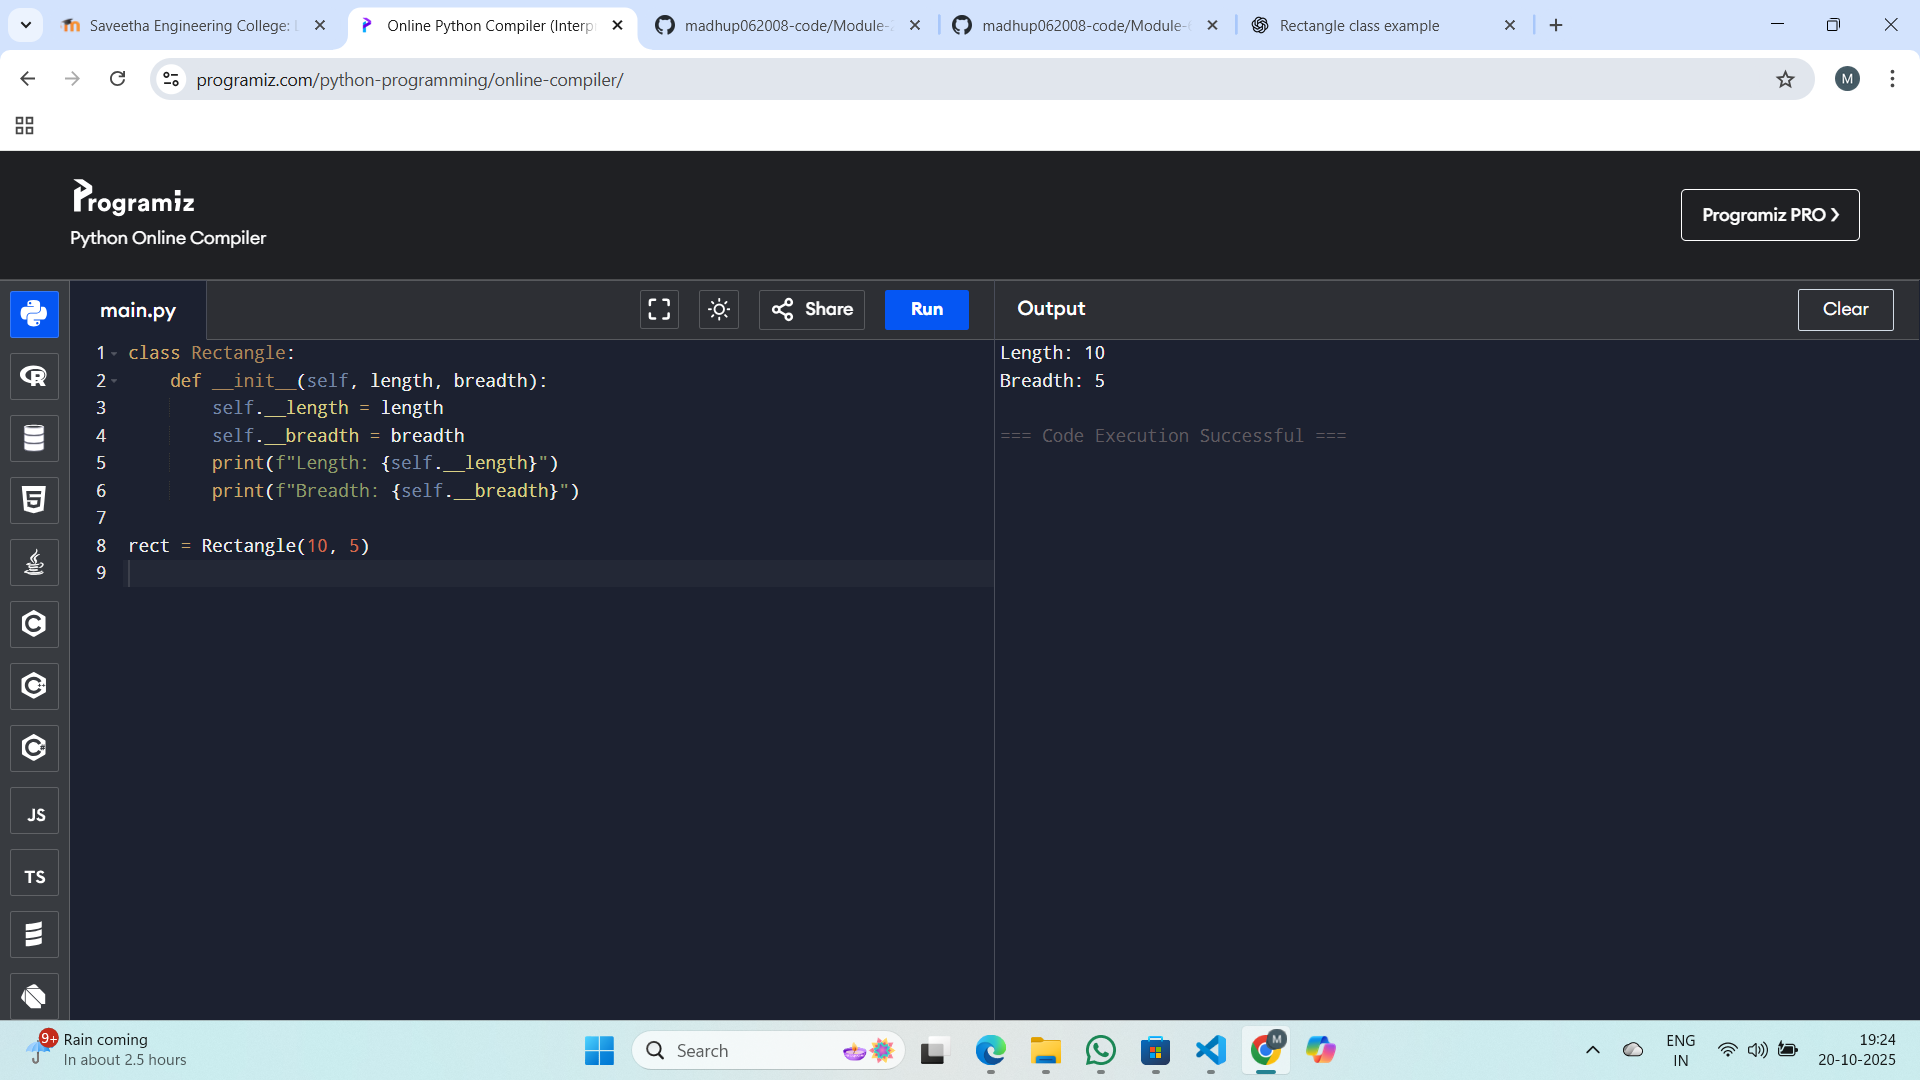 Saveetha Engineering College: L
Online Python Compiler (Interp
madhup062008-code/Module-
madhup062008-code/Module-
Rectangle class example
programiz.com/python-programming/online-compiler/
M
Programiz
Python Online Compiler
Programiz PRO ❯
main.py
Share
Run
Output
Clear
1 class Rectangle:
2     def __init__(self, length, breadth):
3         self.__length = length
4         self.__breadth = breadth
5         print(f"Length: {self.__length}")
6         print(f"Breadth: {self.__breadth}")
7
8 rect = Rectangle(10, 5)
9
Length: 10
Breadth: 5
=== Code Execution Successful ===
R
5
C
C
C#
JS
TS
9+
Rain coming
In about 2.5 hours
Search
M
ENG
IN
19:24
20-10-2025